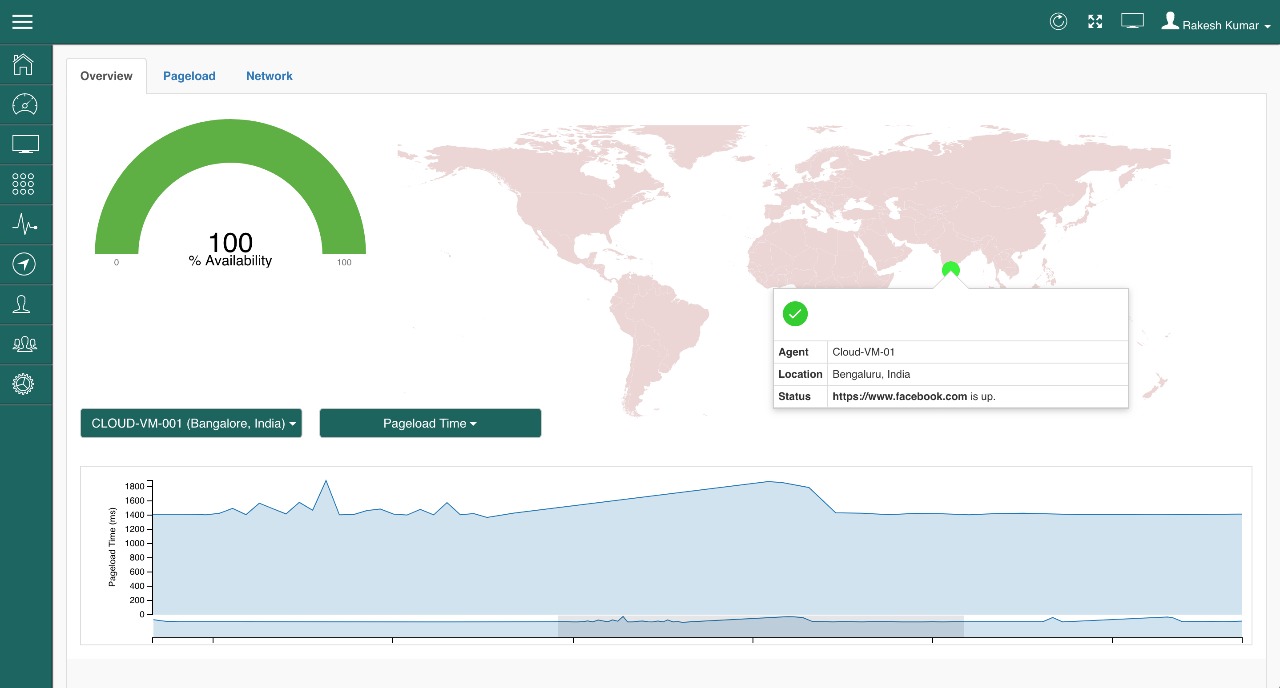 Rakesh Kumar
Overview Pageload Network
100
% Availability
0 100
Agent Cloud-VM-01
Location Bengaluru, India
Status https://www.facebook.com is up.
CLOUD-VM-001 (Bangalore, India) Pageload Time
Pageload Time (ms)
1800
1600
1400
1200
1000
800
600
400
200
0